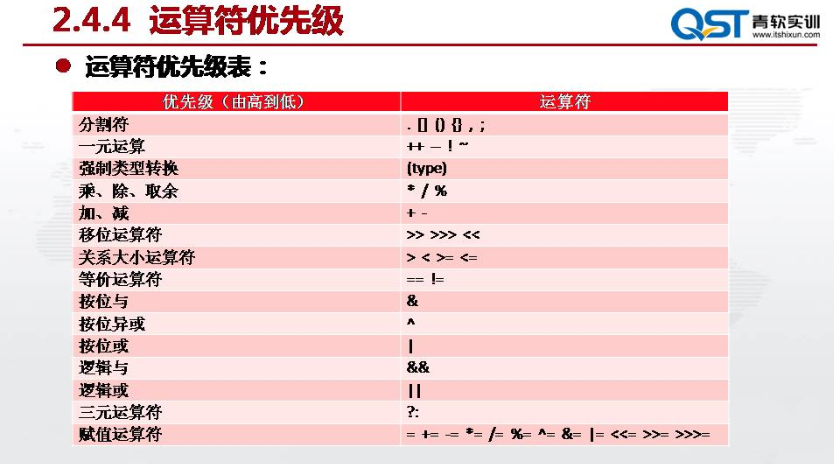 2.4.4 运算符优先级
QST 青软实训
www.itshixun.com
运算符优先级表：
优先级（由高到低） 运算符
分割符 . [] () {} , ;
一元运算 ++ – ! ~
强制类型转换 (type)
乘、除、取余 * / %
加、减 + -
移位运算符 >> >>> <<
关系大小运算符 > < >= <=
等价运算符 == !=
按位与 &
按位异或 ^
按位或 |
逻辑与 &&
逻辑或 ||
三元运算符 ?:
赋值运算符 = += -= *= /= %= ^= &= |= <<= >>= >>>=